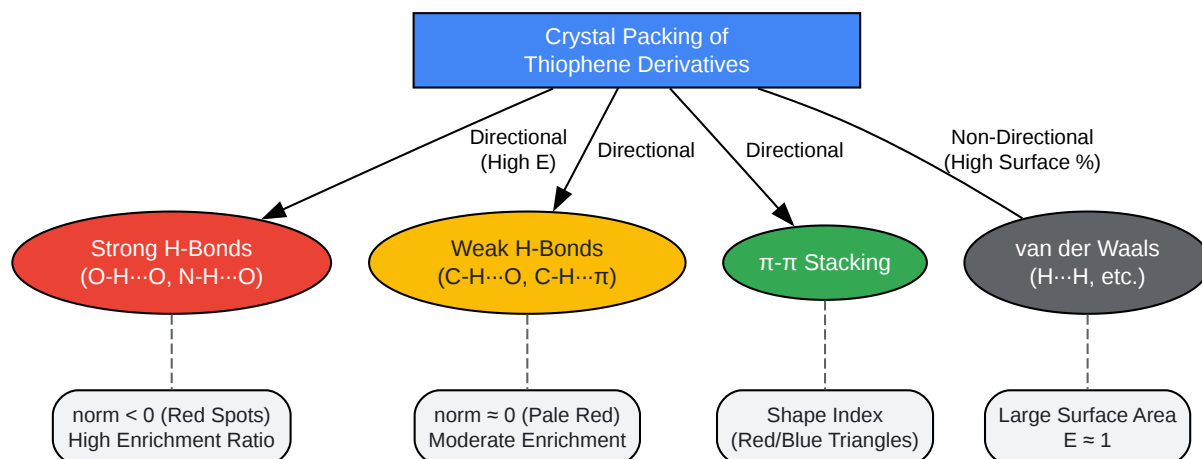 Crystal Packing of
Thiophene Derivatives
Directional
(High E)
Directional
Directional
Non-Directional
(High Surface %)
Strong H-Bonds
(O-H···O, N-H···O)
Weak H-Bonds
(C-H···O, C-H···π)
π-π Stacking
van der Waals
(H···H, etc.)
norm < 0 (Red Spots)
High Enrichment Ratio
norm ≈ 0 (Pale Red)
Moderate Enrichment
Shape Index
(Red/Blue Triangles)
Large Surface Area
E ≈ 1